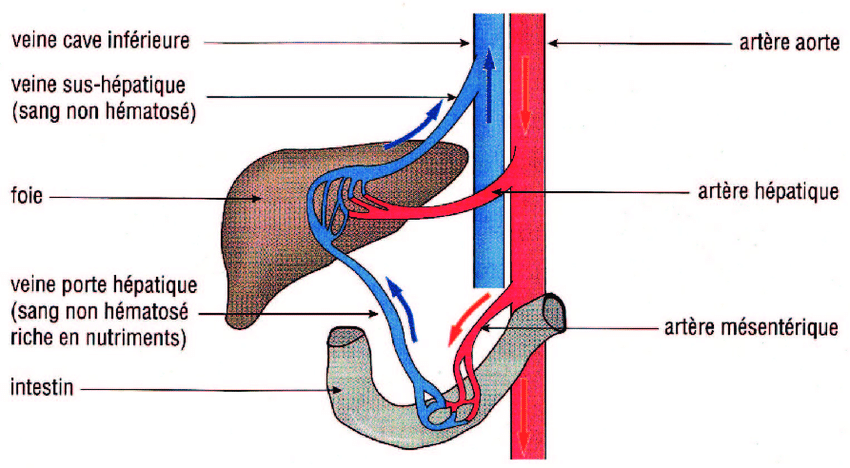 veine cave inférieure
veine sus-hépatique
(sang non hématosé)
foie
veine porte hépatique
(sang non hématosé
riche en nutriments)
intestin
artère aorte
artère hépatique
artère mésentérique